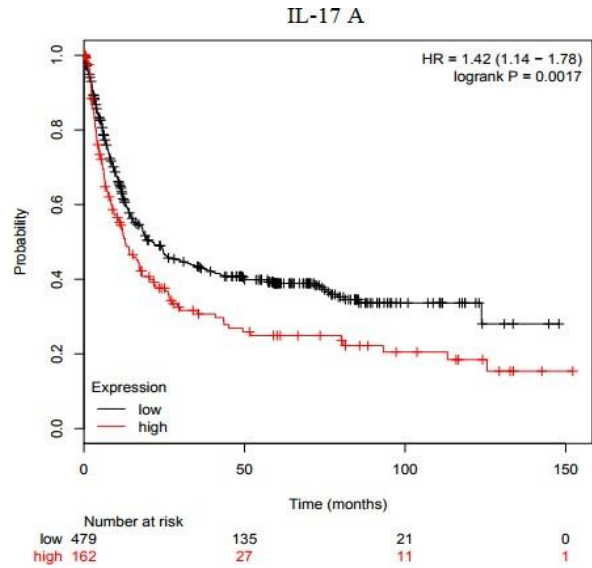 IL-17 A
HR = 1.42 (1.14 − 1.78)
logrank P = 0.0017
1.0
0.8
0.6
0.4
0.2
0.0
Probability
Expression
low
high
0
50
100
150
Time (months)
Number at risk
low 479 135 21 0
high 162 27 11 1